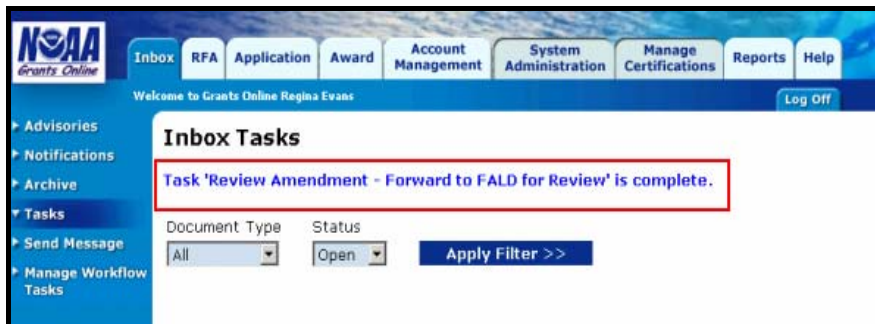 NOAA
Grants Online
Inbox
RFA
Application
Award
Account Management
System Administration
Manage Certifications
Reports
Help
Welcome to Grants Online Regina Evans
Log Off
Advisories
Notifications
Archive
Tasks
Send Message
Manage Workflow
Tasks
Inbox Tasks
Task 'Review Amendment - Forward to FALD for Review' is complete.
Document Type
Status
All
Open
Apply Filter >>